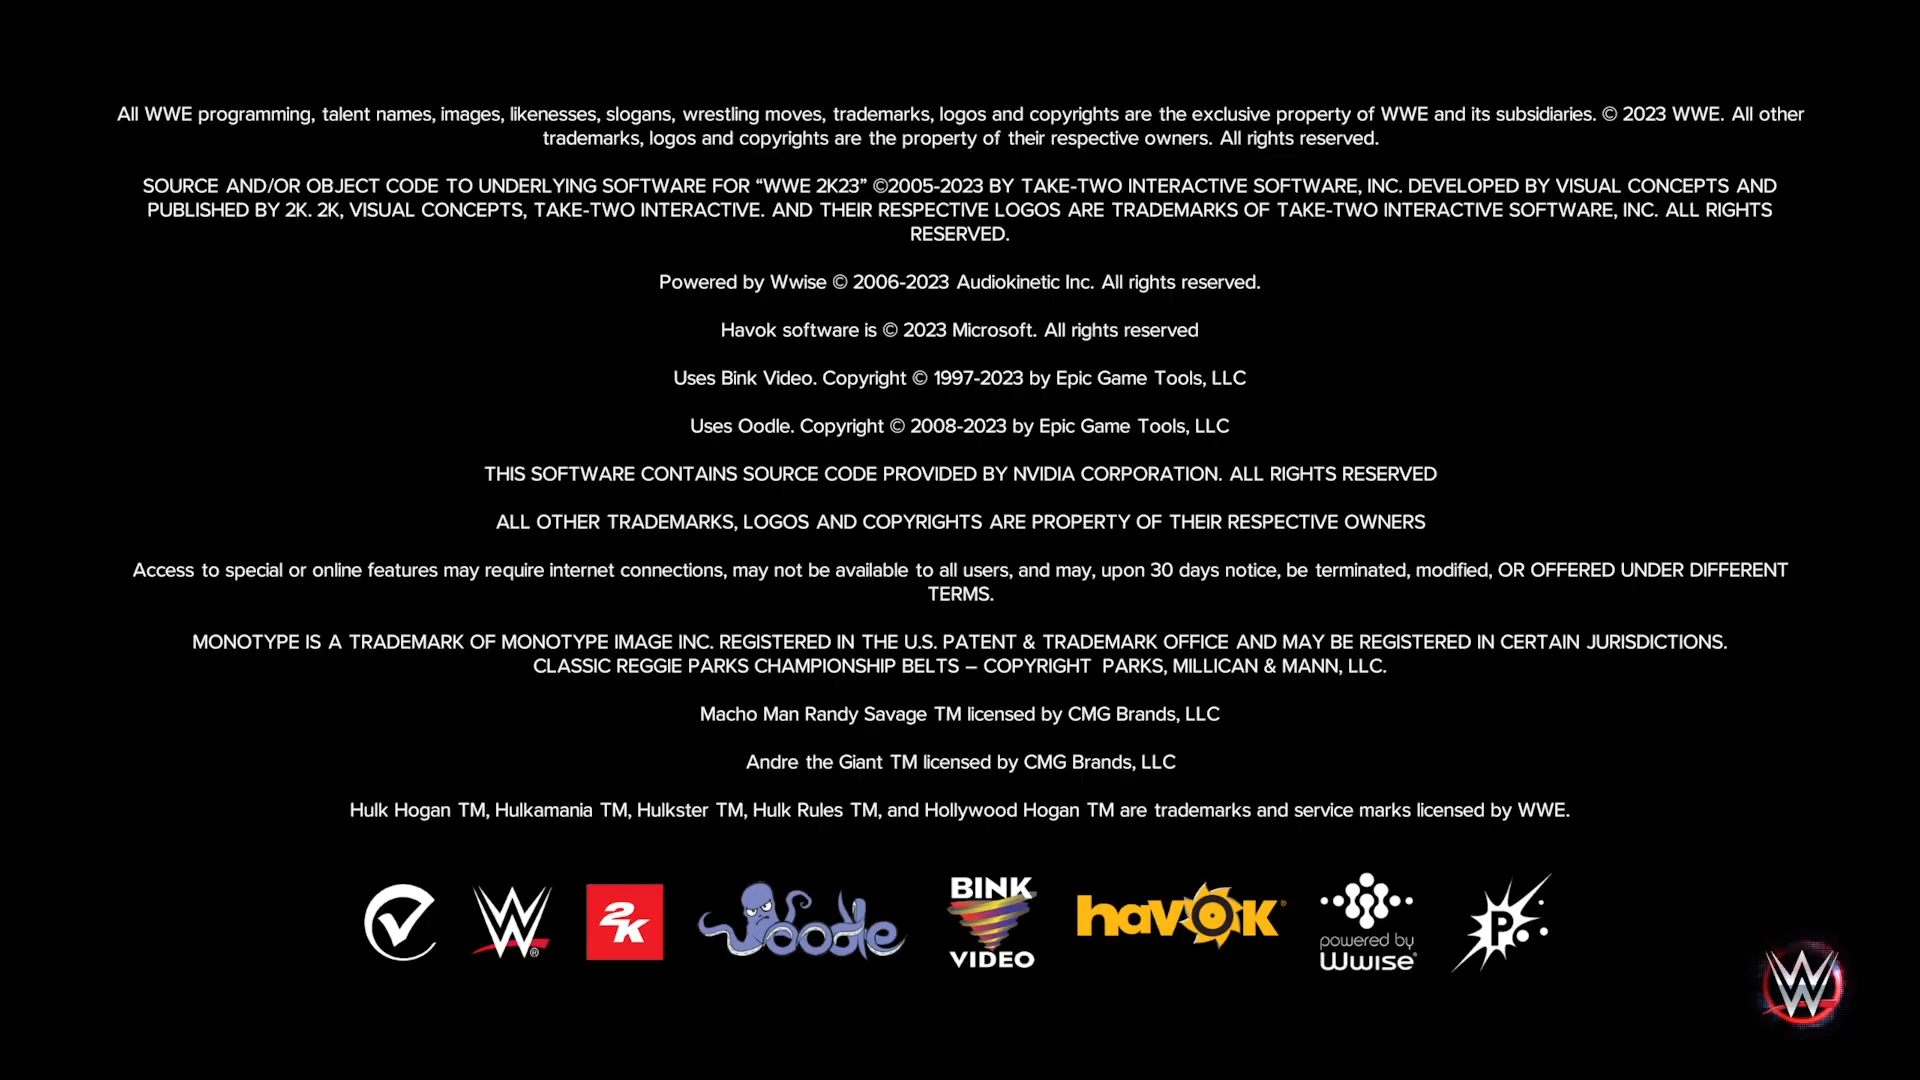 All WWE programming, talent names, images, likenesses, slogans, wrestling moves, trademarks, logos and copyrights are the exclusive property of WWE and its subsidiaries. © 2023 WWE. All other
trademarks, logos and copyrights are the property of their respective owners. All rights reserved.
SOURCE AND/OR OBJECT CODE TO UNDERLYING SOFTWARE FOR “WWE 2K23” ©2005-2023 BY TAKE-TWO INTERACTIVE SOFTWARE, INC. DEVELOPED BY VISUAL CONCEPTS AND
PUBLISHED BY 2K. 2K, VISUAL CONCEPTS, TAKE-TWO INTERACTIVE. AND THEIR RESPECTIVE LOGOS ARE TRADEMARKS OF TAKE-TWO INTERACTIVE SOFTWARE, INC. ALL RIGHTS
RESERVED.
Powered by Wwise © 2006-2023 Audiokinetic Inc. All rights reserved.
Havok software is © 2023 Microsoft. All rights reserved
Uses Bink Video. Copyright © 1997-2023 by Epic Game Tools, LLC
Uses Oodle. Copyright © 2008-2023 by Epic Game Tools, LLC
THIS SOFTWARE CONTAINS SOURCE CODE PROVIDED BY NVIDIA CORPORATION. ALL RIGHTS RESERVED
ALL OTHER TRADEMARKS, LOGOS AND COPYRIGHTS ARE PROPERTY OF THEIR RESPECTIVE OWNERS
Access to special or online features may require internet connections, may not be available to all users, and may, upon 30 days notice, be terminated, modified, OR OFFERED UNDER DIFFERENT
TERMS.
MONOTYPE IS A TRADEMARK OF MONOTYPE IMAGE INC. REGISTERED IN THE U.S. PATENT & TRADEMARK OFFICE AND MAY BE REGISTERED IN CERTAIN JURISDICTIONS.
CLASSIC REGGIE PARKS CHAMPIONSHIP BELTS – COPYRIGHT PARKS, MILLICAN & MANN, LLC.
Macho Man Randy Savage TM licensed by CMG Brands, LLC
Andre the Giant TM licensed by CMG Brands, LLC
Hulk Hogan TM, Hulkamania TM, Hulkster TM, Hulk Rules TM, and Hollywood Hogan TM are trademarks and service marks licensed by WWE.
W ®
2K
oodle
BINK
VIDEO
havok ®
powered by
wwise ®
P
W